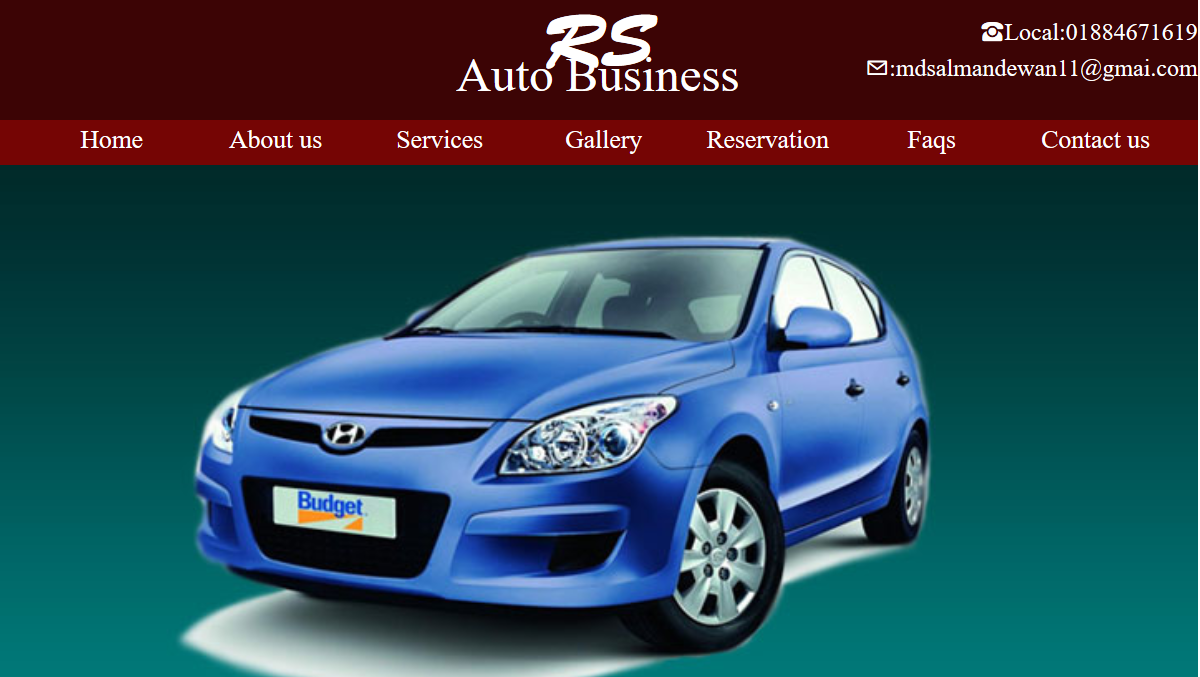 RS
Auto Business
☎Local:01884671619
✉:mdsalmandewan11@gmai.com
Home About us Services Gallery Reservation Faqs Contact us
Budget